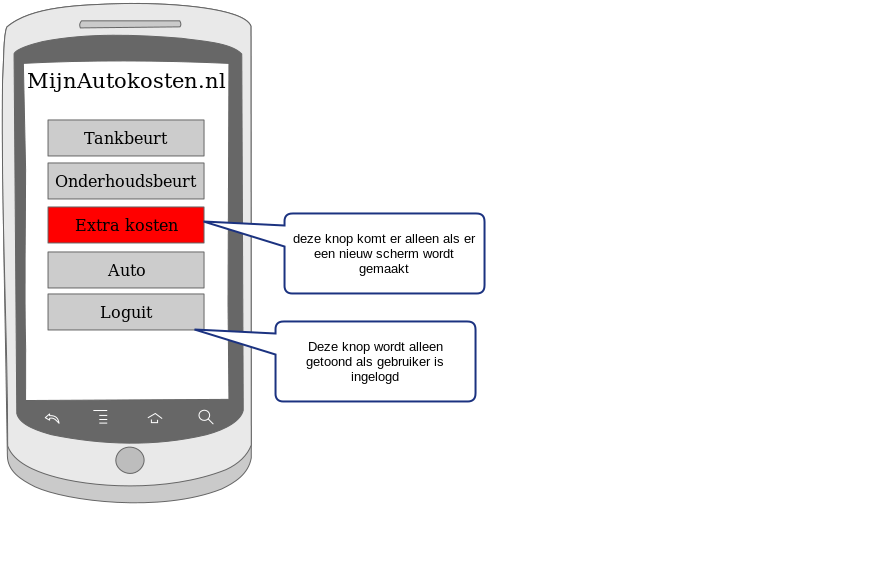 MijnAutokosten.nl
Tankbeurt
Onderhoudsbeurt
Extra kosten
deze knop komt er alleen als er
een nieuw scherm wordt
gemaakt
Auto
Loguit
Deze knop wordt alleen
getoond als gebruiker is
ingelogd